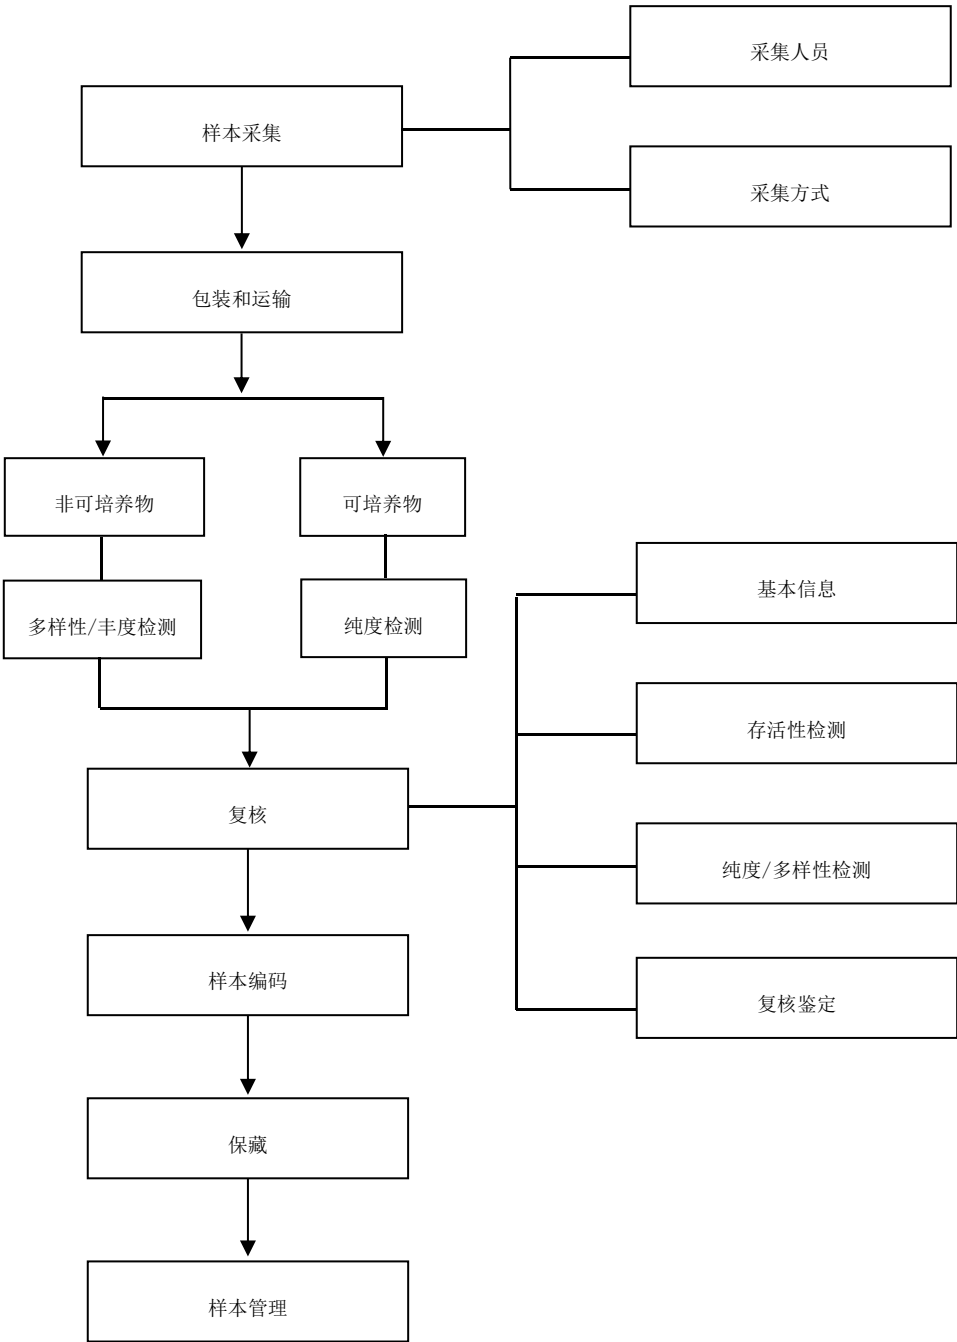 采集人员
样本采集
采集方式
包装和运输
非可培养物
可培养物
多样性/丰度检测
纯度检测
基本信息
存活性检测
复核
纯度/多样性检测
样本编码
复核鉴定
保藏
样本管理